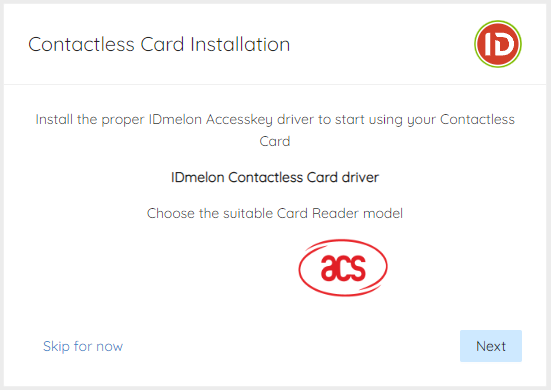 Contactless Card Installation
ID
Install the proper IDmelon Accesskey driver to start using your Contactless
Card
IDmelon Contactless Card driver
Choose the suitable Card Reader model
acs
Skip for now
Next